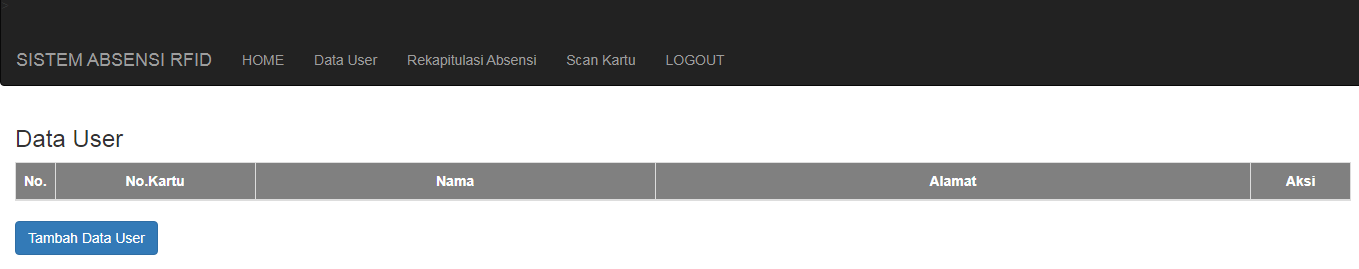 >
SISTEM ABSENSI RFID HOME Data User Rekapitulasi Absensi Scan Kartu LOGOUT
Data User
No. No.Kartu Nama Alamat Aksi
Tambah Data User